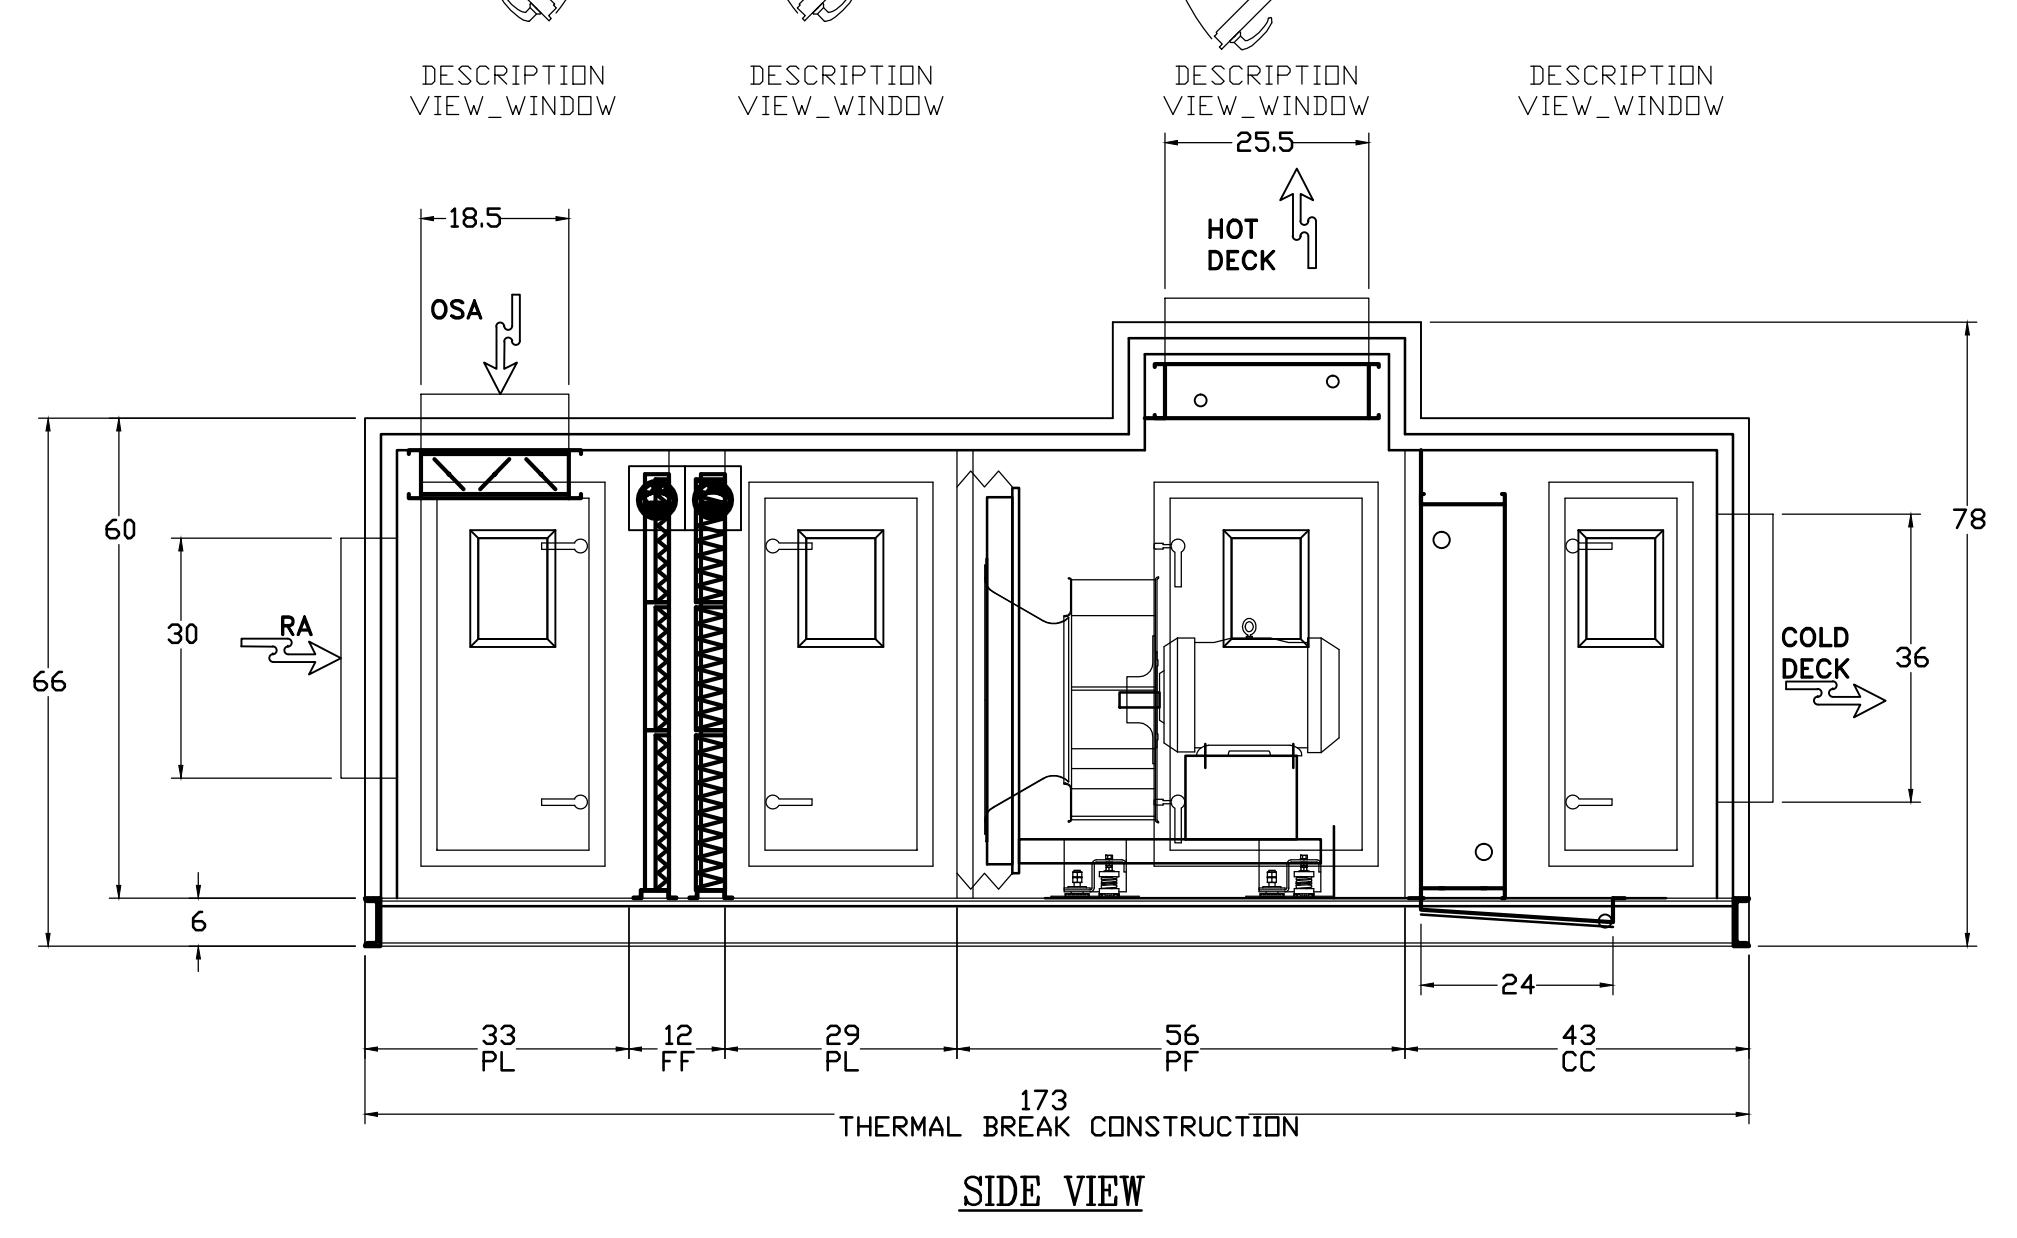 DESCRIPTION
VIEW_WINDOW
DESCRIPTION
VIEW_WINDOW
DESCRIPTION
VIEW_WINDOW
DESCRIPTION
VIEW_WINDOW
25.5
18.5
HOT
DECK
OSA
60
78
30
RA
66
COLD
DECK
36
6
24
33
PL
12
FF
29
PL
56
PF
43
CC
173
THERMAL BREAK CONSTRUCTION
SIDE VIEW